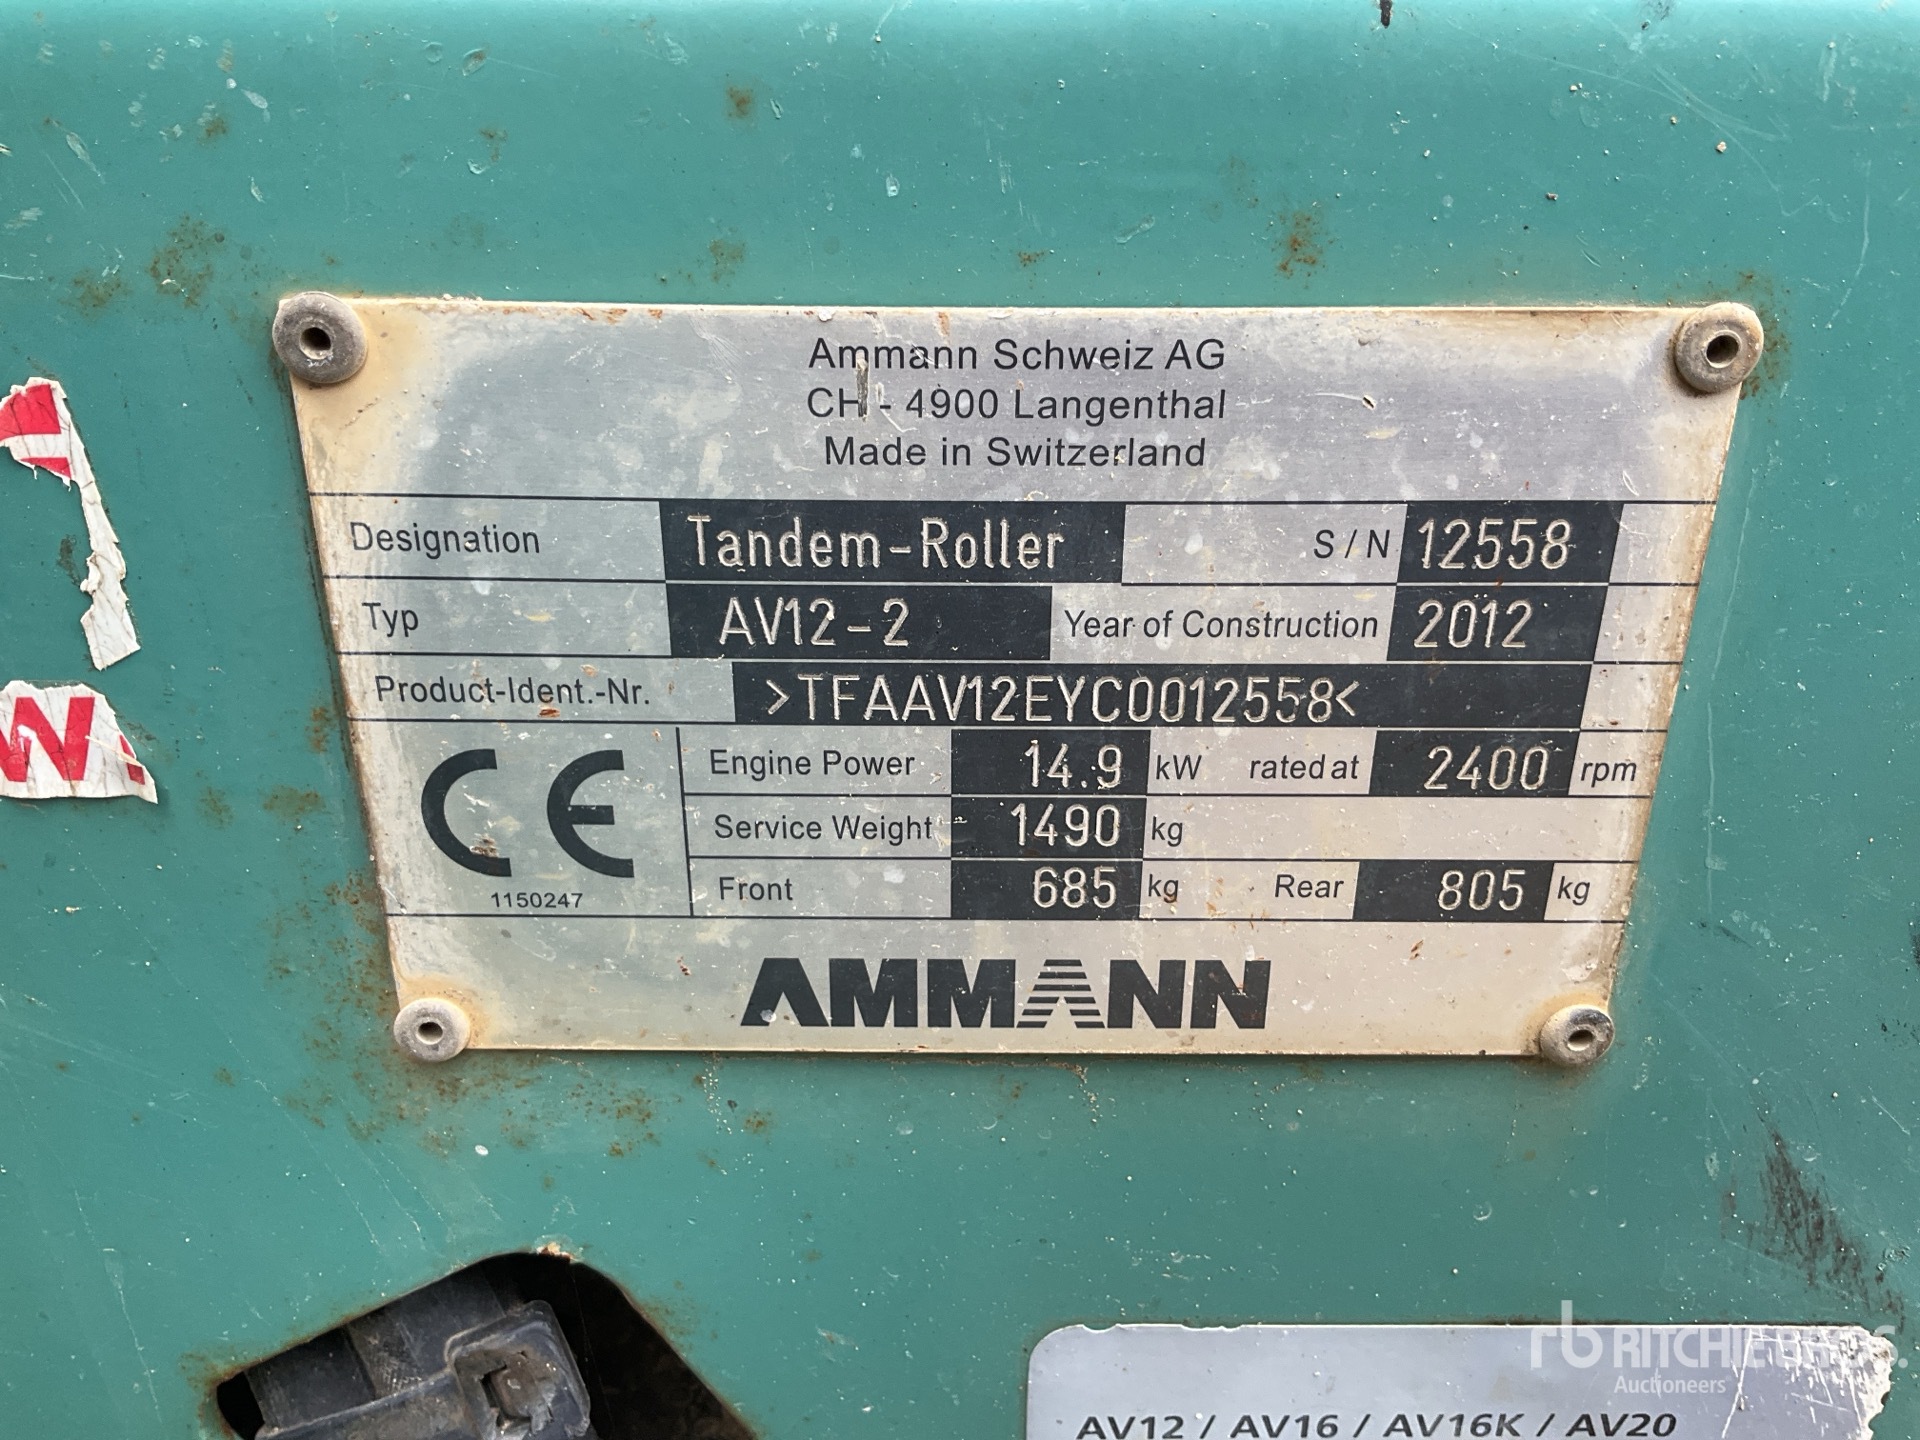 Ammann Schweiz AG
CH - 4900 Langenthal
Made in Switzerland
Designation Tandem-Roller S / N 12558
Typ AV12-2 Year of Construction 2012
Product-Ident.-Nr. >TFAAV12EYC0012558<
Engine Power 14.9 kW rated at 2400 rpm
Service Weight 1490 kg
Front 685 kg Rear 805 kg
CE
1150247
AMMANN
W.
rb RITCHIE BROS.
Auctioneers
AV12 / AV16 / AV16K / AV20